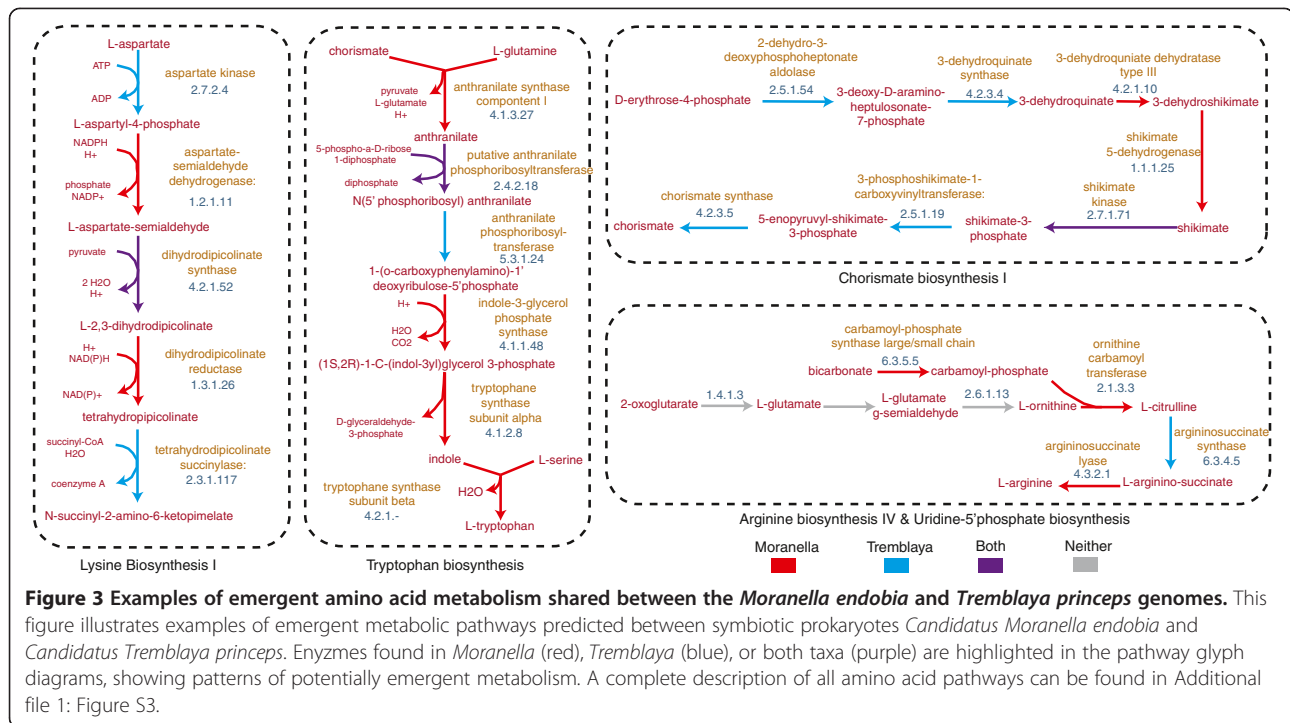 L-aspartate
ATP
ADP
aspartate kinase
2.7.2.4
L-aspartyl-4-phosphate
NADPH
H+
phosphate
NADP+
aspartate-
semialdehyde
dehydrogenase:
1.2.1.11
L-aspartate-semialdehyde
pyruvate
2 H2O
H+
dihydrodipicolinate
synthase
4.2.1.52
L-2,3-dihydrodipicolinate
H+
NAD(P)H
NAD(P)+
dihydrodipicolinate
reductase
1.3.1.26
tetrahydropipicolinate
succinyl-CoA
H2O
coenzyme A
tetrahydrodipicolinate
succinylase:
2.3.1.117
N-succinyl-2-amino-6-ketopimelate
Lysine Biosynthesis I
chorismate
L-glutamine
pyruvate
L-glutamate
H+
anthranilate synthase
compontent I
4.1.3.27
anthranilate
5-phospho-a-D-ribose
1-diphosphate
diphosphate
putative anthranilate
phosphoribosyltransferase
2.4.2.18
N(5' phosphoribosyl) anthranilate
anthranilate
phosphoribosyl-
transferase
5.3.1.24
1-(o-carboxyphenylamino)-1'
deoxyribulose-5'phosphate
H+
H2O
CO2
indole-3-glycerol
phosphate
synthase
4.1.1.48
(1S,2R)-1-C-(indol-3yl)glycerol 3-phosphate
D-glyceraldehyde-
3-phosphate
tryptophane
synthase
subunit alpha
4.1.2.8
indole
L-serine
H2O
tryptophane synthase
subunit beta
4.2.1.-
L-tryptophan
Tryptophan biosynthesis
2-dehydro-3-
deoxyphosphoheptonate
aldolase
2.5.1.54
3-dehydroquinate
synthase
4.2.3.4
3-dehydroquniate dehydratase
type III
4.2.1.10
D-erythrose-4-phosphate
3-deoxy-D-aramino-
heptulosonate-
7-phosphate
3-dehydroquinate
3-dehydroshikimate
shikimate
5-dehydrogenase
1.1.1.25
chorismate synthase
4.2.3.5
3-phosphoshikimate-1-
carboxyvinyltransferase:
2.5.1.19
shikimate
kinase
2.7.1.71
chorismate
5-enopyruvyl-shikimate-
3-phosphate
shikimate-3-
phosphate
shikimate
Chorismate biosynthesis I
carbamoyl-phosphate
synthase large/small chain
6.3.5.5
ornithine
carbamoyl
transferase
2.1.3.3
bicarbonate
carbamoyl-phosphate
2-oxoglutarate
1.4.1.3
L-glutamate
L-glutamate
g-semialdehyde
2.6.1.13
L-ornithine
L-citrulline
argininosuccinate
synthase
6.3.4.5
argininosuccinate
lyase
4.3.2.1
L-arginine
L-arginino-succinate
Arginine biosynthesis IV & Uridine-5'phosphate biosynthesis
Moranella Tremblaya Both Neither
Figure 3 Examples of emergent amino acid metabolism shared between the Moranella endobia and Tremblaya princeps genomes. This
figure illustrates examples of emergent metabolic pathways predicted between symbiotic prokaryotes Candidatus Moranella endobia and
Candidatus Tremblaya princeps. Enyzmes found in Moranella (red), Tremblaya (blue), or both taxa (purple) are highlighted in the pathway glyph
diagrams, showing patterns of potentially emergent metabolism. A complete description of all amino acid pathways can be found in Additional
file 1: Figure S3.